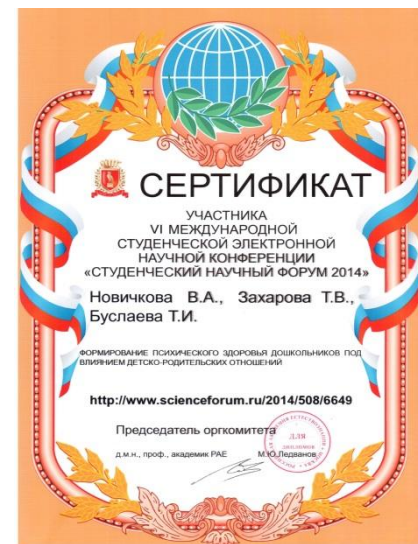 СЕРТИФИКАТ
УЧАСТНИКА
VI МЕЖДУНАРОДНОЙ
СТУДЕНЧЕСКОЙ ЭЛЕКТРОННОЙ
НАУЧНОЙ КОНФЕРЕНЦИИ
«СТУДЕНЧЕСКИЙ НАУЧНЫЙ ФОРУМ 2014»
Новичкова В.А., Захарова Т.В.,
Буслаева Т.И.
ФОРМИРОВАНИЕ ПСИХИЧЕСКОГО ЗДОРОВЬЯ ДОШКОЛЬНИКОВ ПОД
ВЛИЯНИЕМ ДЕТСКО-РОДИТЕЛЬСКИХ ОТНОШЕНИЙ
http://www.scienceforum.ru/2014/508/6649
Председатель оргкомитета
д.м.н., проф., академик РАЕ М.Ю.Ледванов
ДЛЯ
ДИПЛОМОВ